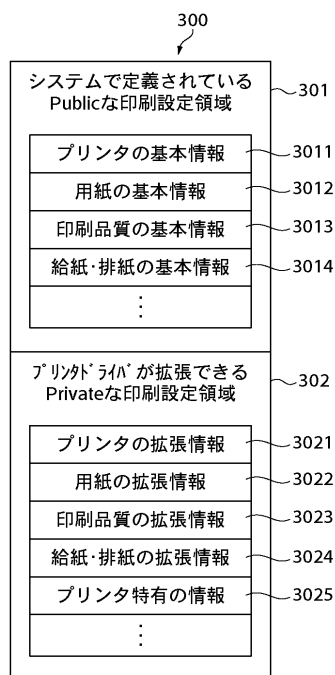 300
システムで定義されている
Publicな印刷設定領域
301
プリンタの基本情報
3011
用紙の基本情報
3012
印刷品質の基本情報
3013
給紙･排紙の基本情報
3014
⋮
ﾌﾟﾘﾝﾀﾄﾞﾗｲﾊﾞが拡張できる
Privateな印刷設定領域
302
プリンタの拡張情報
3021
用紙の拡張情報
3022
印刷品質の拡張情報
3023
給紙･排紙の拡張情報
3024
プリンタ特有の情報
3025
⋮